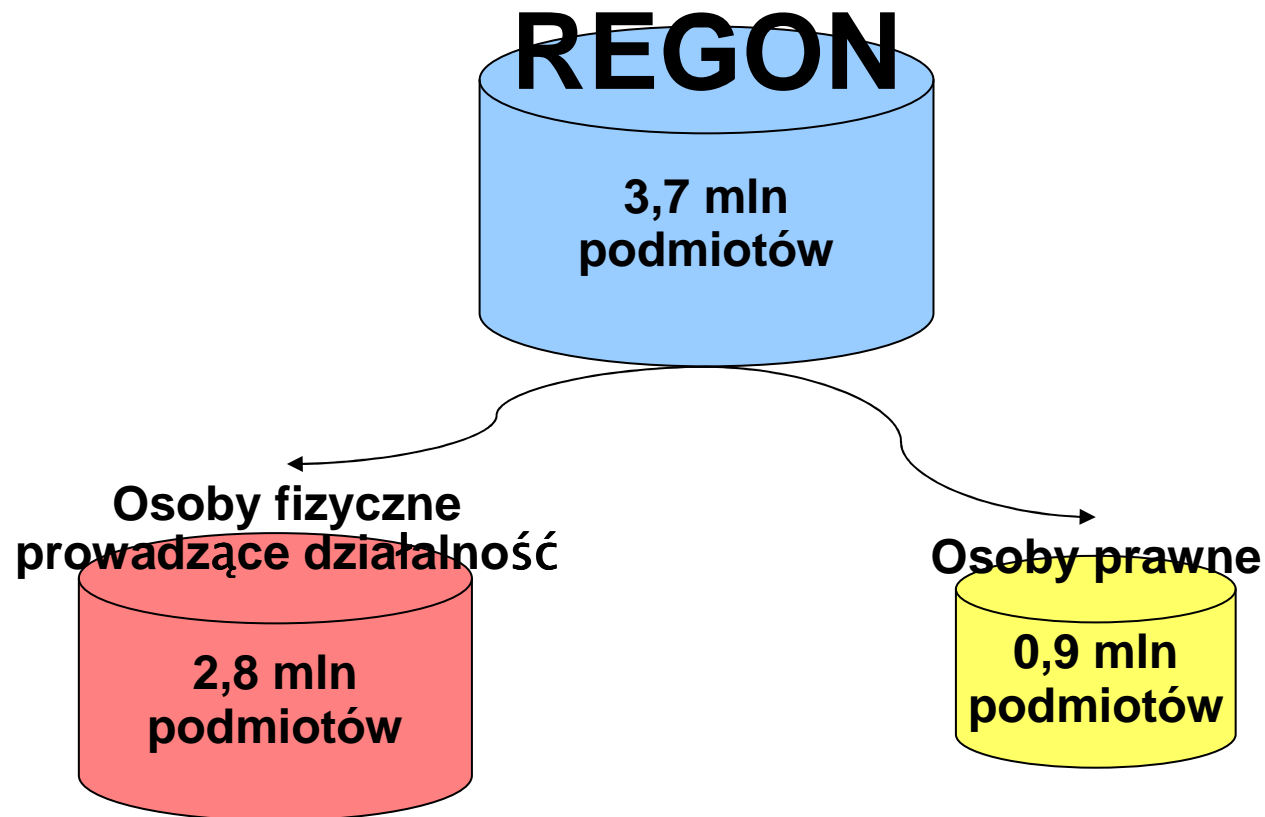 REGON
3,7 mln
podmiotów
Osoby fizyczne
prowadzące działalność
2,8 mln
podmiotów
Osoby prawne
0,9 mln
podmiotów